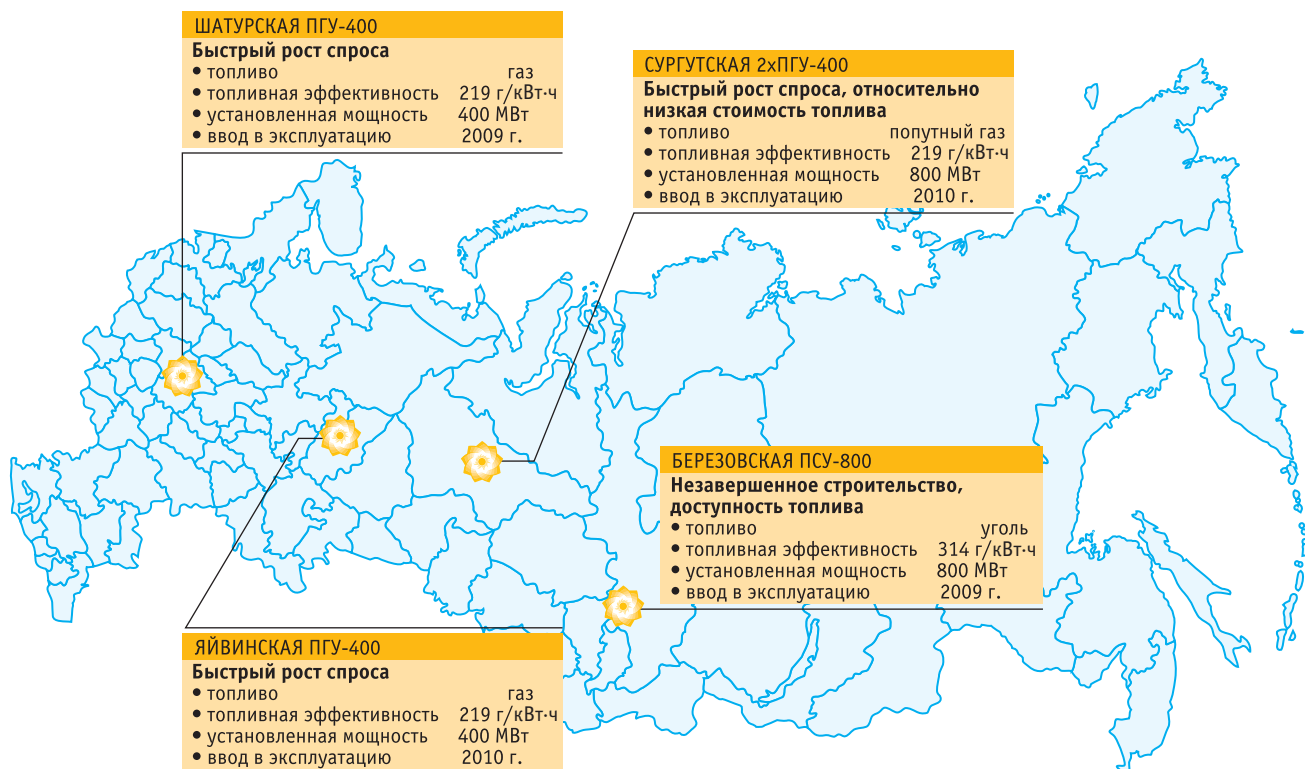 ШАТУРСКАЯ ПГУ-400
Быстрый рост спроса
• топливо газ
• топливная эффективность 219 г/кВт·ч
• установленная мощность 400 МВт
• ввод в эксплуатацию 2009 г.
СУРГУТСКАЯ 2хПГУ-400
Быстрый рост спроса, относительно
низкая стоимость топлива
• топливо попутный газ
• топливная эффективность 219 г/кВт·ч
• установленная мощность 800 МВт
• ввод в эксплуатацию 2010 г.
БЕРЕЗОВСКАЯ ПСУ-800
Незавершенное строительство,
доступность топлива
• топливо уголь
• топливная эффективность 314 г/кВт·ч
• установленная мощность 800 МВт
• ввод в эксплуатацию 2009 г.
ЯЙВИНСКАЯ ПГУ-400
Быстрый рост спроса
• топливо газ
• топливная эффективность 219 г/кВт·ч
• установленная мощность 400 МВт
• ввод в эксплуатацию 2010 г.